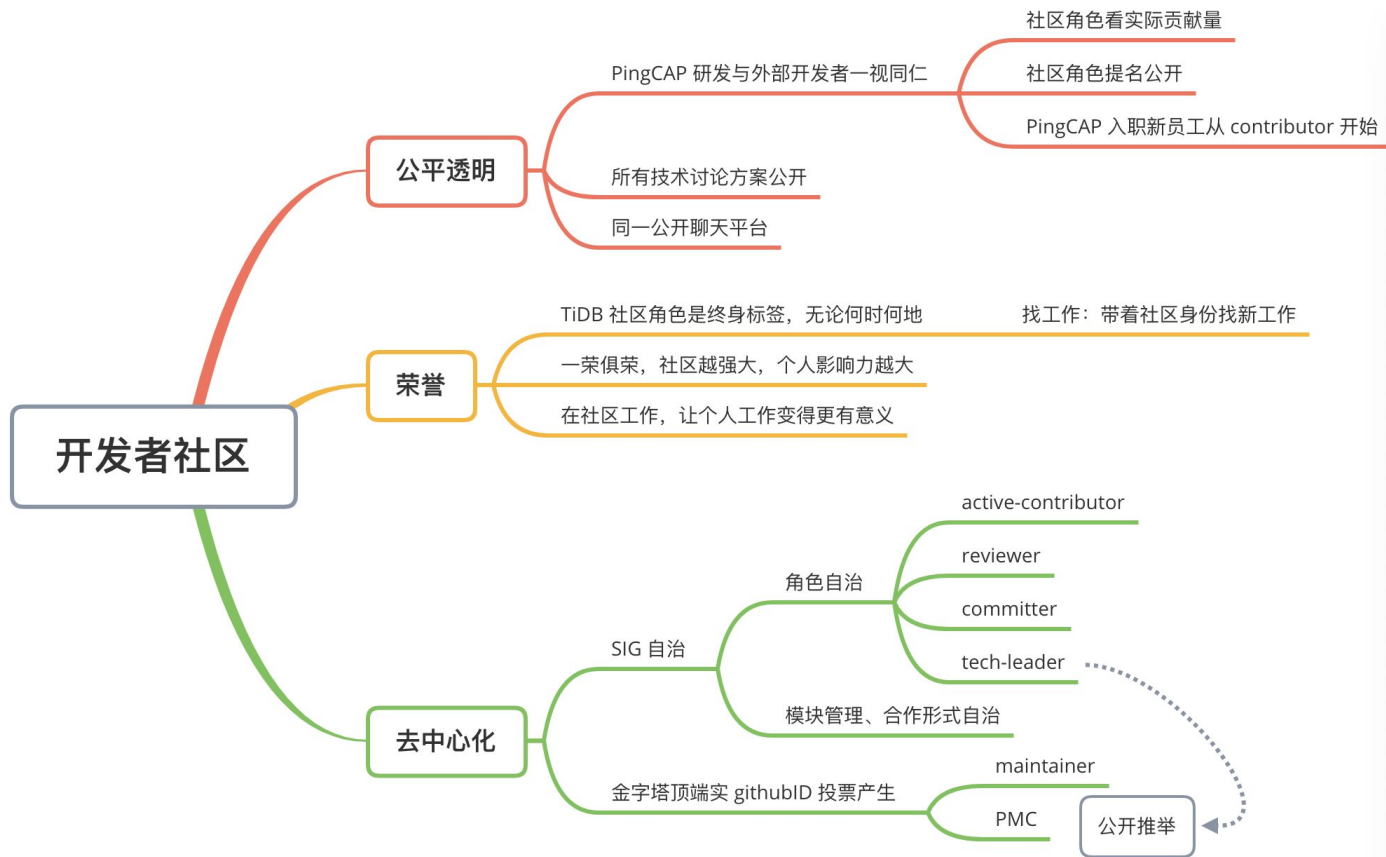 开发者社区
公平透明
PingCAP 研发与外部开发者一视同仁
社区角色看实际贡献量
社区角色提名公开
PingCAP 入职新员工从 contributor 开始
所有技术讨论方案公开
同一公开聊天平台
荣誉
TiDB 社区角色是终身标签，无论何时何地
找工作：带着社区身份找新工作
一荣俱荣，社区越强大，个人影响力越大
在社区工作，让个人工作变得更有意义
去中心化
SIG 自治
角色自治
active-contributor
reviewer
committer
tech-leader
模块管理、合作形式自治
金字塔顶端实 githubID 投票产生
maintainer
PMC
公开推举